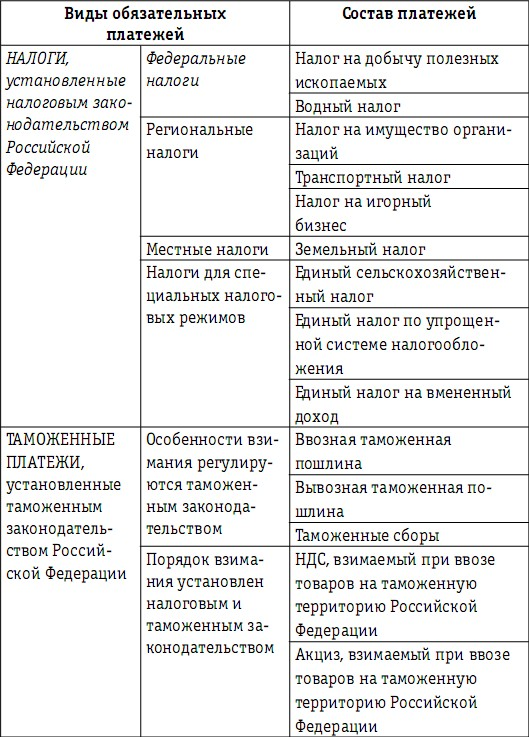 Виды обязательных
платежей
Состав платежей
НАЛОГИ,
установленные
налоговым зако-
нодательством
Российской
Федерации
Федеральные
налоги
Налог на добычу полезных
ископаемых
Водный налог
Региональные
налоги
Налог на имущество органи-
заций
Транспортный налог
Налог на игорный
бизнес
Местные налоги
Земельный налог
Налоги для спе-
циальных налого-
вых режимов
Единый сельскохозяйствен-
ный налог
Единый налог по упрощен-
ной системе налогообло-
жения
Единый налог на вмененный
доход
ТАМОЖЕННЫЕ
ПЛАТЕЖИ,
установленные
таможенным
законодатель-
ством Россий-
ской Федерации
Особенности взи-
мания регулиру-
ются таможен-
ным законода-
тельством
Ввозная таможенная
пошлина
Вывозная таможенная по-
шлина
Таможенные сборы
Порядок взима-
ния установлен
налоговым и
таможенным за-
конодательством
НДС, взимаемый при ввозе
товаров на таможенную
территорию Российской
Федерации
Акциз, взимаемый при ввозе
товаров на таможенную
территорию Российской
Федерации